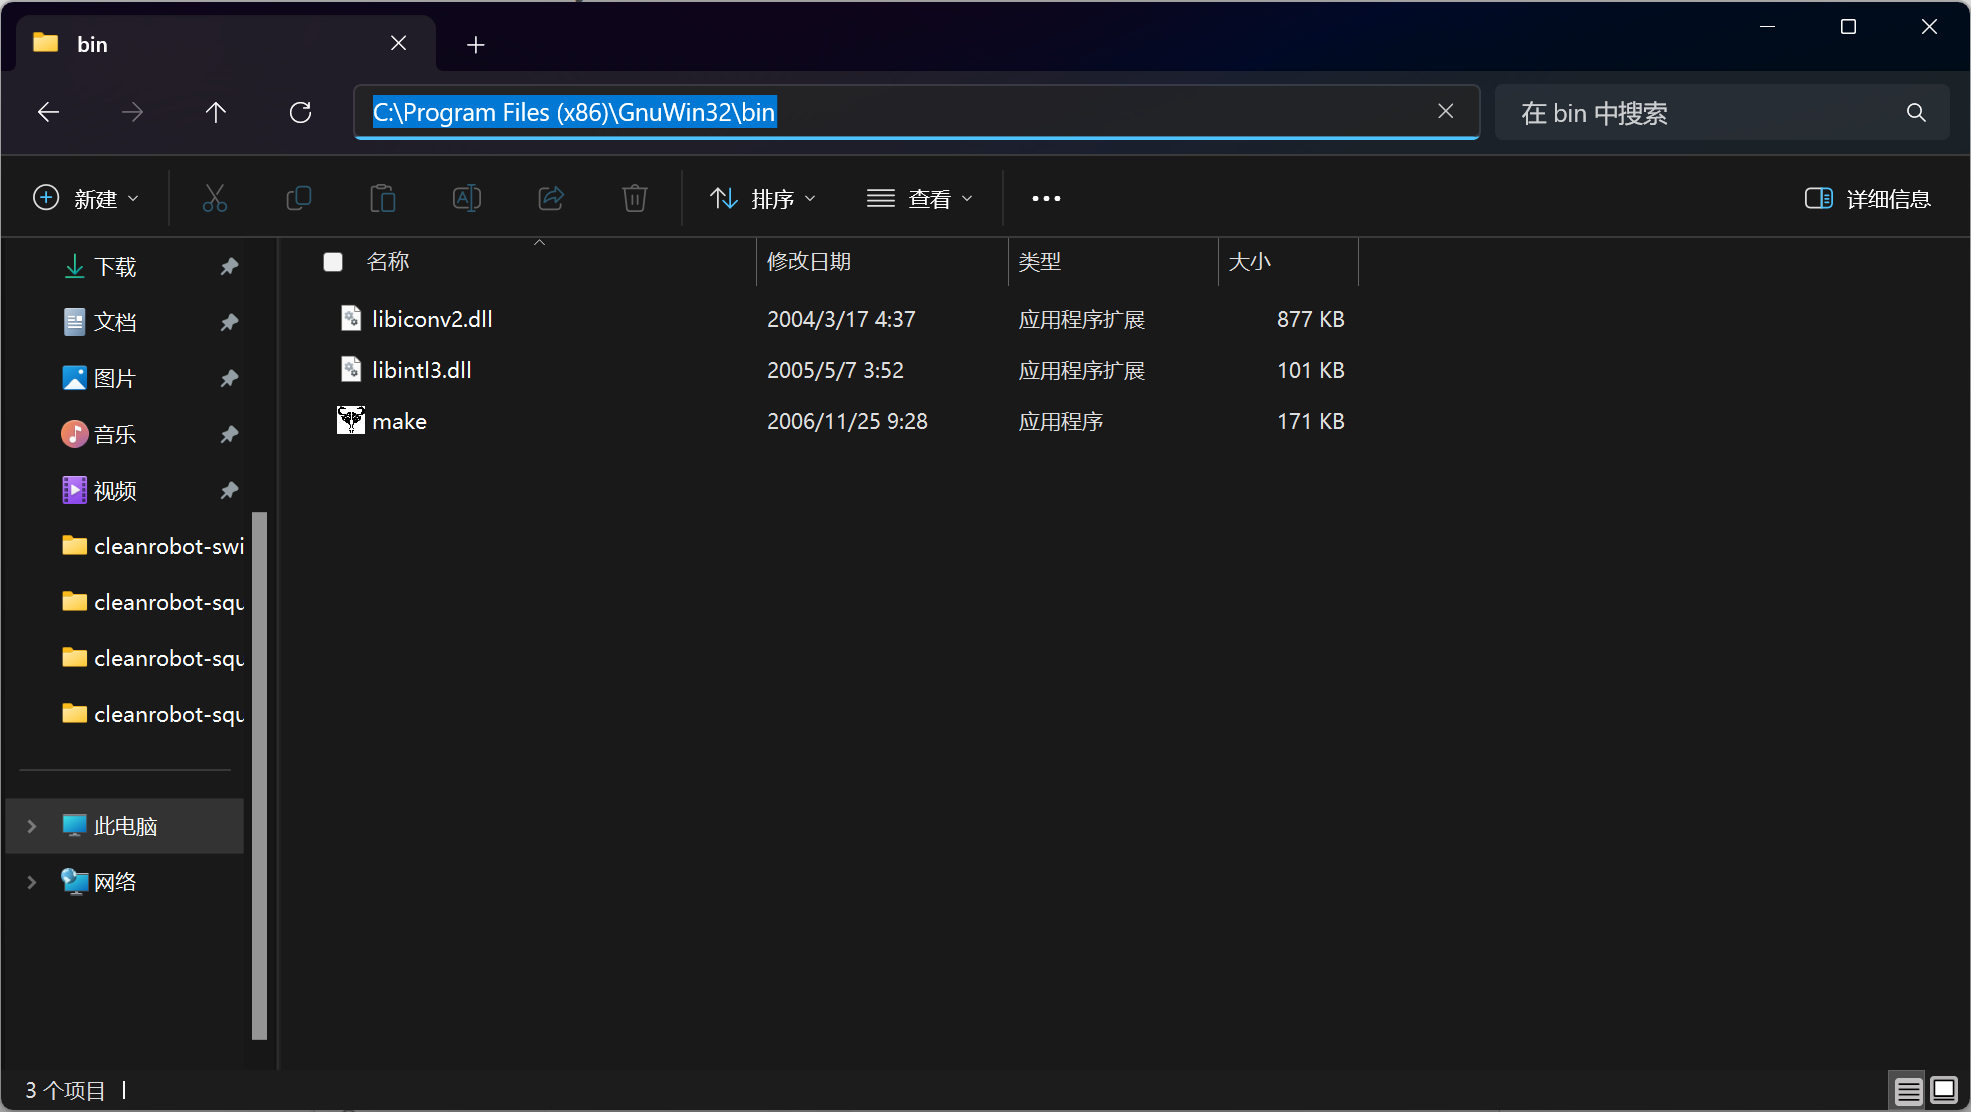 bin
C:\Program Files (x86)\GnuWin32\bin
在 bin 中搜索
新建
排序
查看
详细信息
下载
文档
图片
音乐
视频
cleanrobot-swi
cleanrobot-squ
cleanrobot-squ
cleanrobot-squ
此电脑
网络
名称 修改日期 类型 大小
libiconv2.dll 2004/3/17 4:37 应用程序扩展 877 KB
libintl3.dll 2005/5/7 3:52 应用程序扩展 101 KB
make 2006/11/25 9:28 应用程序 171 KB
3 个项目